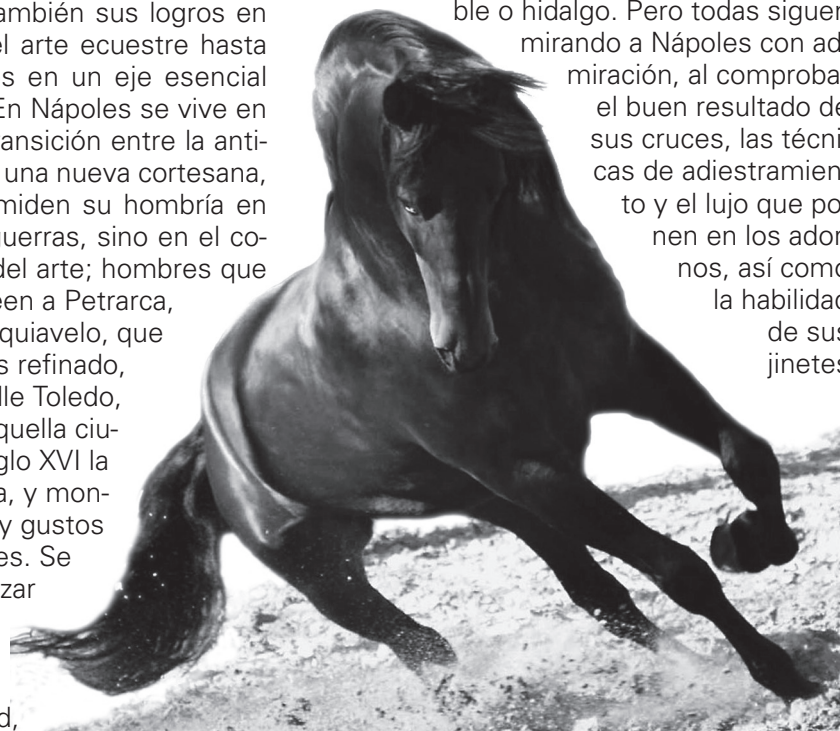 ambién sus logros en
el arte ecuestre hasta
s en un eje esencial
En Nápoles se vive en
ansición entre la anti-
una nueva cortesana,
miden su hombría en
guerras, sino en el co-
del arte; hombres que
een a Petrarca,
quiavelo, que
s refinado,
lle Toledo,
quella ciu-
glo XVI la
a, y mon-
y gustos
es. Se
zar
d,
ble o hidalgo. Pero todas siguen
mirando a Nápoles con ad
miración, al comproba
el buen resultado de
sus cruces, las técni
cas de adiestramien
to y el lujo que po
nen en los ador
nos, así como
la habilidad
de sus
jinetes